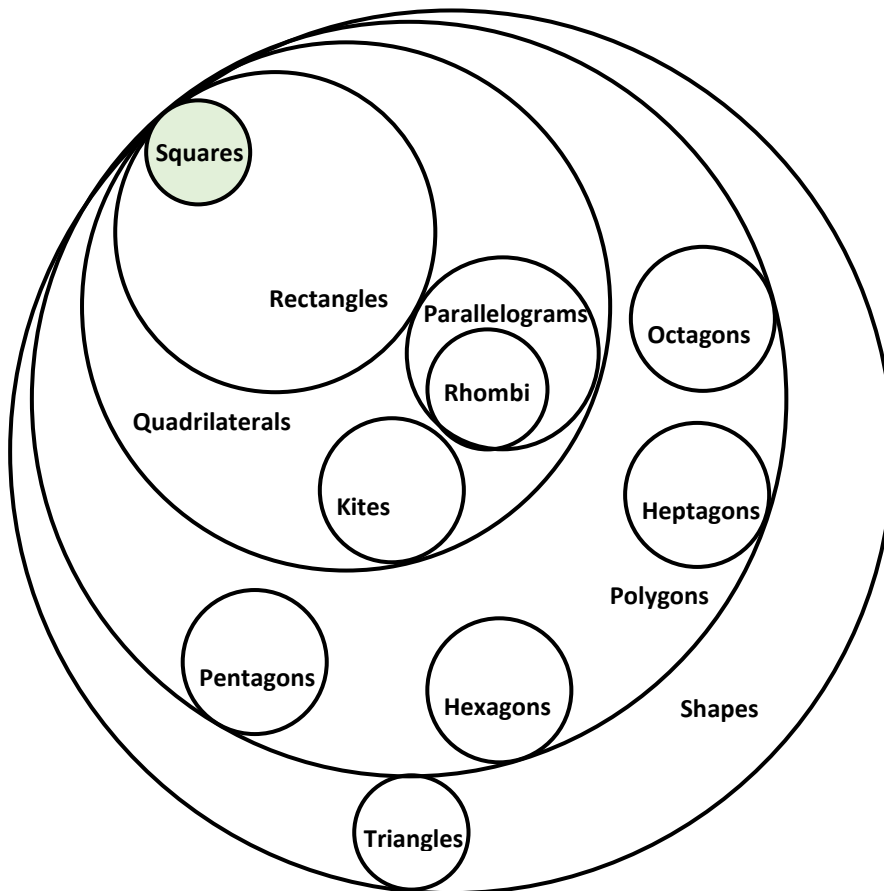 Squares
Rectangles
Parallelograms
Octagons
Rhombi
Quadrilaterals
Kites
Heptagons
Polygons
Pentagons
Hexagons
Shapes
Triangles